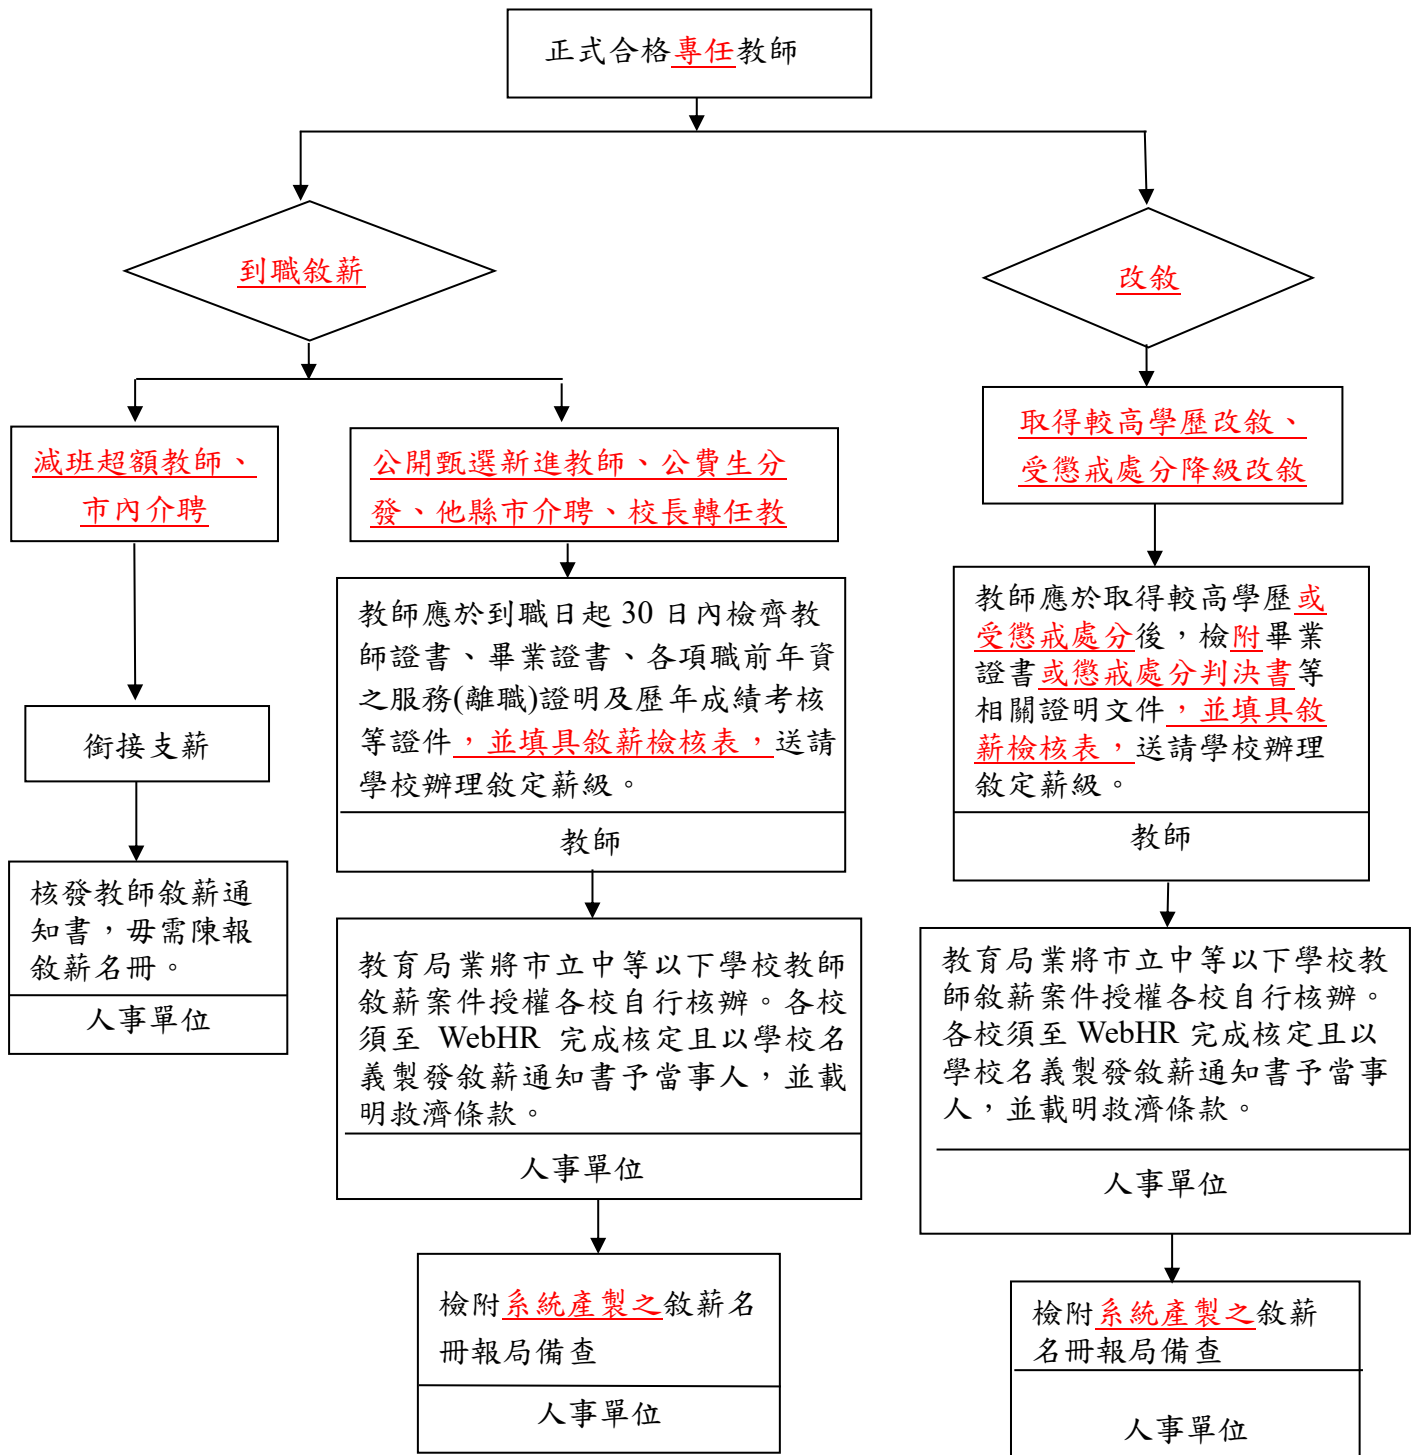 正式合格專任教師
到職敘薪
改敘
減班超額教師、
市內介聘
公開甄選新進教師、公費生分
發、他縣市介聘、校長轉任教
取得較高學歷改敘、
受懲戒處分降級改敘
教師應於到職日起 30 日內檢齊教
師證書、畢業證書、各項職前年資
之服務(離職)證明及歷年成績考核
等證件，並填具敘薪檢核表，送請
學校辦理敘定薪級。
教師
教師應於取得較高學歷或
受懲戒處分後，檢附畢業
證書或懲戒處分判決書等
相關證明文件，並填具敘
薪檢核表，送請學校辦理
敘定薪級。
教師
銜接支薪
核發教師敘薪通
知書，毋需陳報
敘薪名冊。
人事單位
教育局業將市立中等以下學校教師
敘薪案件授權各校自行核辦。各校
須至 WebHR 完成核定且以學校名
義製發敘薪通知書予當事人，並載
明救濟條款。
人事單位
教育局業將市立中等以下學校教
師敘薪案件授權各校自行核辦。
各校須至 WebHR 完成核定且以
學校名義製發敘薪通知書予當事
人，並載明救濟條款。
人事單位
檢附系統產製之敘薪名
冊報局備查
人事單位
檢附系統產製之敘薪
名冊報局備查
人事單位